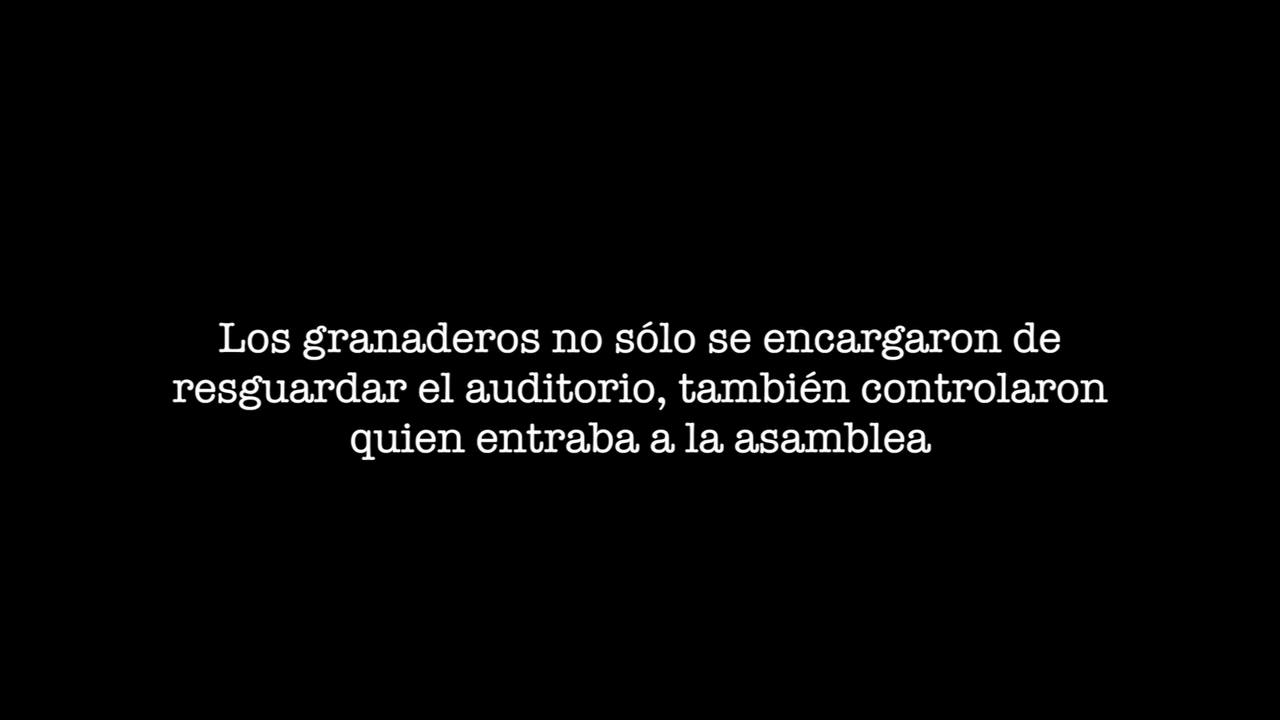 Los granaderos no sólo se encargaron de
resguardar el auditorio, también controlaron
quien entraba a la asamblea